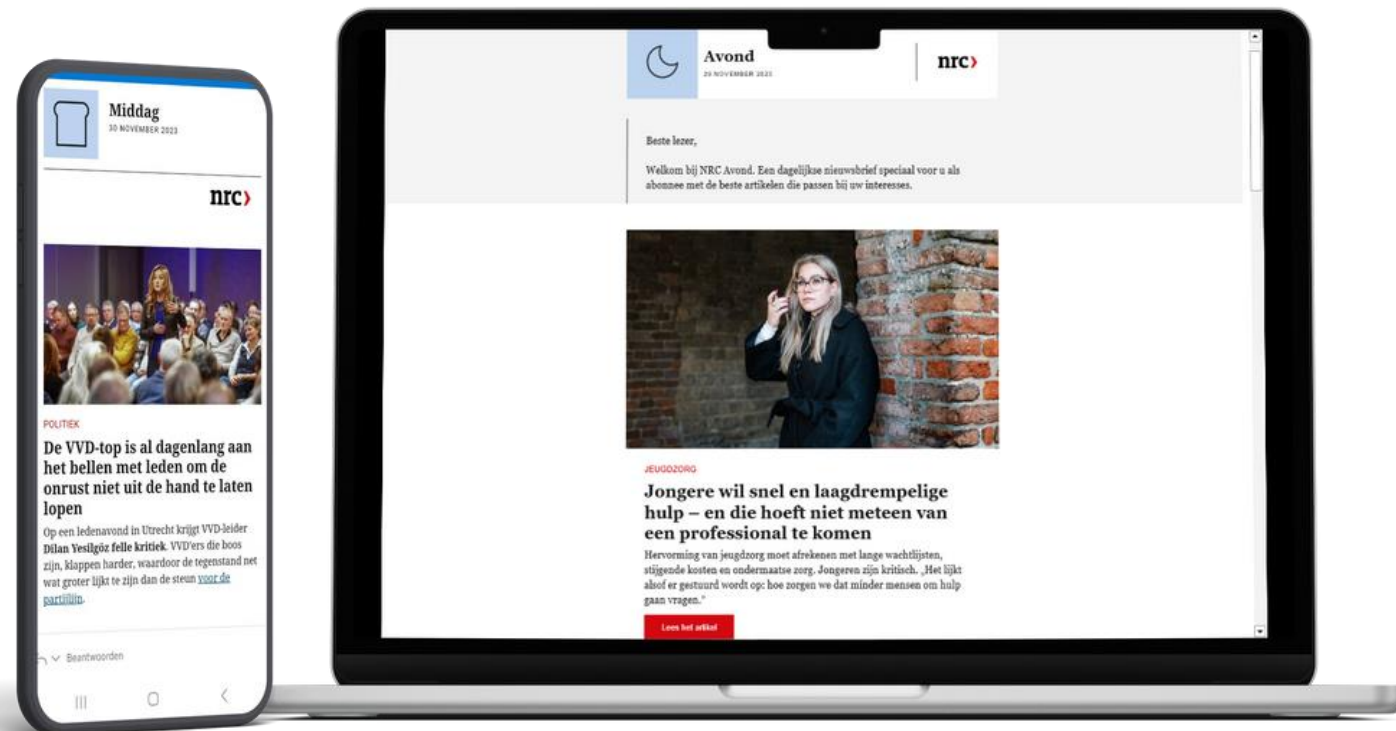 Middag
30 NOVEMBER 2023
nrc>
POLITIEK
De VVD-top is al dagenlang aan
het bellen met leden om de
onrust niet uit de hand te laten
lopen
Op een ledenavond in Utrecht krijgt VVD-leider
Dilan Yesilgöz felle kritiek. VVD'ers die boos
zijn, klappen harder, waardoor de tegenstand net
wat groter lijkt te zijn dan de steun voor de
partijlijn.
Beantwoorden
Avond
29 NOVEMBER 2023
nrc>
Beste lezer,
Welkom bij NRC Avond. Een dagelijkse nieuwsbrief speciaal voor u als
abonnee met de beste artikelen die passen bij uw interesses.
JEUGDZORG
Jongere wil snel en laagdrempelige
hulp – en die hoeft niet meteen van
een professional te komen
Hervorming van jeugdzorg moet afrekenen met lange wachtlijsten,
stijgende kosten en ondermaatse zorg. Jongeren zijn kritisch. „Het lijkt
alsof er gestuurd wordt op: hoe zorgen we dat minder mensen om hulp
gaan vragen.”
Lees het artikel